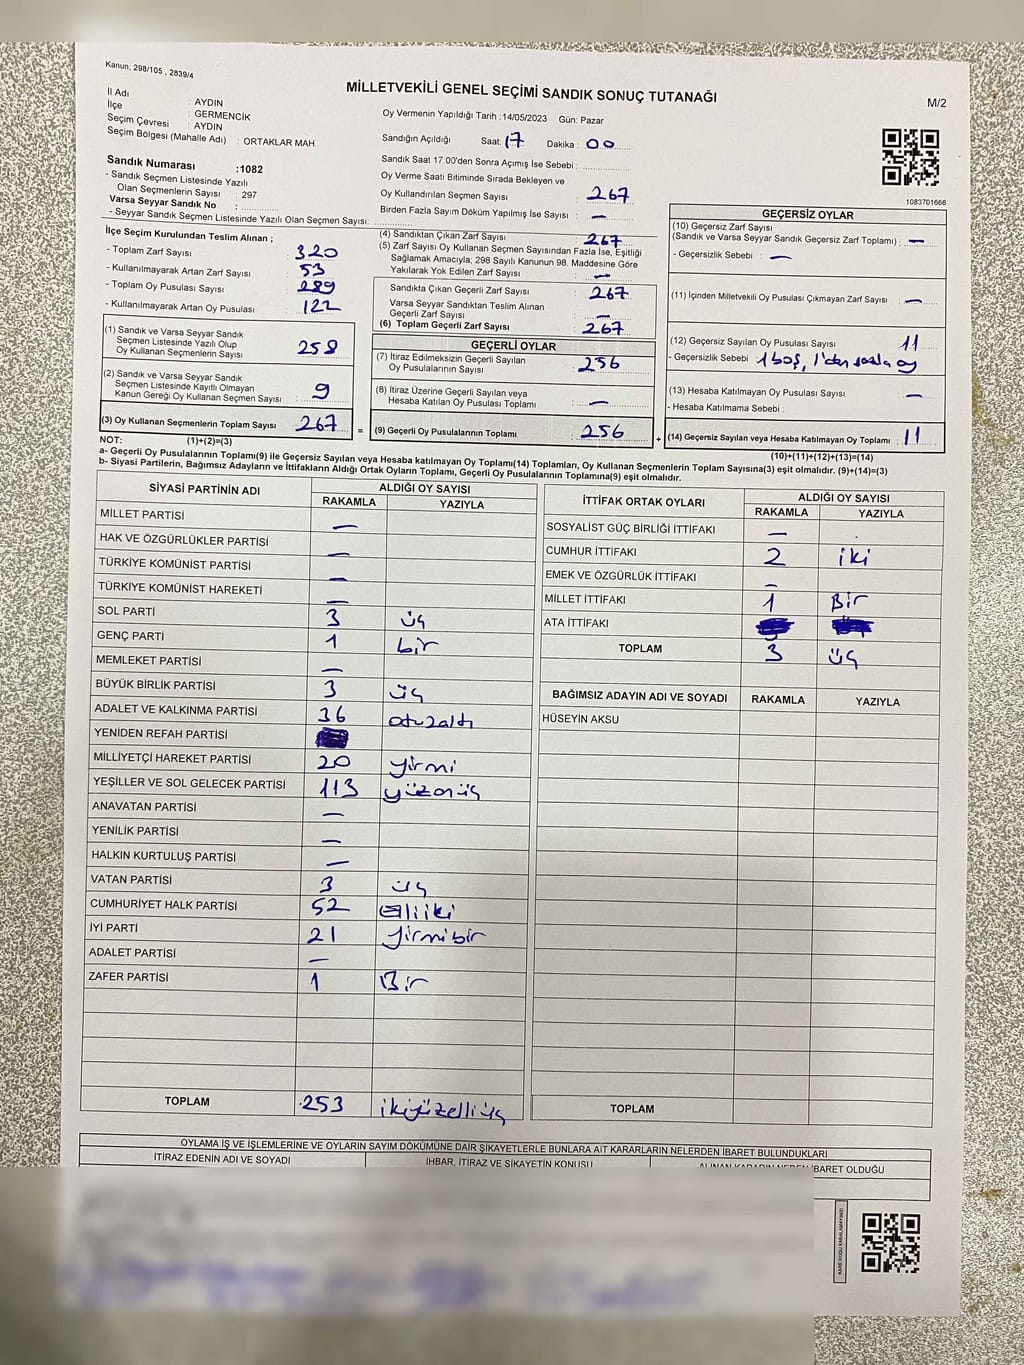 Kanun; 298/105 , 2839/4
MİLLETVEKİLİ GENEL SEÇİMİ SANDIK SONUÇ TUTANAĞI
M/2
İl Adı : AYDIN
İlçe : GERMENCİK
Seçim Çevresi : AYDIN
Seçim Bölgesi (Mahalle Adı) : ORTAKLAR MAH.
Oy Vermenin Yapıldığı Tarih :14/05/2023 Gün: Pazar
Sandığın Açıldığı Saat: 17 Dakika : 00
Sandık Saat 17:00'den Sonra Açımış İse Sebebi :
Sandık Numarası :1082
- Sandık Seçmen Listesinde Yazılı
Olan Seçmenlerin Sayısı : 297
Varsa Seyyar Sandık No :
- Seyyar Sandık Seçmen Listesinde Yazılı Olan Seçmen Sayısı:
Oy Verme Saati Bitiminde Sırada Bekleyen ve
Oy Kullandırılan Seçmen Sayısı : 267
Birden Fazla Sayım Döküm Yapılmış İse Sayısı : —
1083701666
İlçe Seçim Kurulundan Teslim Alınan ;
- Toplam Zarf Sayısı : 320
- Kullanılmayarak Artan Zarf Sayısı : 53
- Toplam Oy Pusulası Sayısı : 289
- Kullanılmayarak Artan Oy Pusulası : 122
(1) Sandık ve Varsa Seyyar Sandık
Seçmen Listesinde Yazılı Olup
Oy Kullanan Seçmenlerin Sayısı : 258
(2) Sandık ve Varsa Seyyar Sandık
Seçmen Listesinde Kayıtlı Olmayan
Kanun Gereği Oy Kullanan Seçmen Sayısı : 9
(3) Oy Kullanan Seçmenlerin Toplam Sayısı : 267 =
(4) Sandıktan Çıkan Zarf Sayısı : 267
(5) Zarf Sayısı Oy Kullanan Seçmen Sayısından Fazla İse, Eşitliği
Sağlamak Amacıyla; 298 Sayılı Kanunun 98. Maddesine Göre
Yakılarak Yok Edilen Zarf Sayısı : —
Sandıkta Çıkan Geçerli Zarf Sayısı : 267
Varsa Seyyar Sandıktan Teslim Alınan
Geçerli Zarf Sayısı : —
(6) Toplam Geçerli Zarf Sayısı : 267
GEÇERLİ OYLAR
(7) İtiraz Edilmeksizin Geçerli Sayılan
Oy Pusulalarının Sayısı : 256
(8) İtiraz Üzerine Geçerli Sayılan veya
Hesaba Katılan Oy Pusulası Toplamı : —
(9) Geçerli Oy Pusulalarının Toplamı : 256 +
GEÇERSİZ OYLAR
(10) Geçersiz Zarf Sayısı
(Sandık ve Varsa Seyyar Sandık Geçersiz Zarf Toplamı) : —
- Geçersizlik Sebebi : —
(11) İçinden Milletvekili Oy Pusulası Çıkmayan Zarf Sayısı : —
(12) Geçersiz Sayılan Oy Pusulası Sayısı : 11
- Geçersizlik Sebebi : 1 boş, 1'den fazla oy
(13) Hesaba Katılmayan Oy Pusulası Sayısı : —
- Hesaba Katılmama Sebebi :
(14) Geçersiz Sayılan veya Hesaba Katılmayan Oy Toplamı : 11
NOT: (1)+(2)=(3)
(10)+(11)+(12)+(13)=(14)
a- Geçerli Oy Pusulalarının Toplamı(9) ile Geçersiz Sayılan veya Hesaba katılmayan Oy Toplamı(14) Toplamları, Oy Kullanan Seçmenlerin Toplam Sayısına(3) eşit olmalıdır. (9)+(14)=(3)
b- Siyasi Partilerin, Bağımsız Adayların ve İttifakların Aldığı Ortak Oyların Toplamı, Geçerli Oy Pusulalarının Toplamına(9) eşit olmalıdır.
SİYASİ PARTİNİN ADI ALDIĞI OY SAYISI
RAKAMLA YAZIYLA
MİLLET PARTİSİ —
HAK VE ÖZGÜRLÜKLER PARTİSİ —
TÜRKİYE KOMÜNİST PARTİSİ —
TÜRKİYE KOMÜNİST HAREKETİ —
SOL PARTİ 3 üç
GENÇ PARTİ 1 bir
MEMLEKET PARTİSİ —
BÜYÜK BİRLİK PARTİSİ 3 üç
ADALET VE KALKINMA PARTİSİ 36 otuzaltı
YENİDEN REFAH PARTİSİ
MİLLİYETÇİ HAREKET PARTİSİ 20 yirmi
YEŞİLLER VE SOL GELECEK PARTİSİ 113 yüzonüç
ANAVATAN PARTİSİ —
YENİLİK PARTİSİ —
HALKIN KURTULUŞ PARTİSİ —
VATAN PARTİSİ 3 üç
CUMHURİYET HALK PARTİSİ 52 elliiki
İYİ PARTİ 21 yirmibir
ADALET PARTİSİ —
ZAFER PARTİSİ 1 Bir
TOPLAM 253 ikiyüzelliüç
İTTİFAK ORTAK OYLARI ALDIĞI OY SAYISI
RAKAMLA YAZIYLA
SOSYALİST GÜÇ BİRLİĞİ İTTİFAKI —
CUMHUR İTTİFAKI 2 iki
EMEK VE ÖZGÜRLÜK İTTİFAKI —
MİLLET İTTİFAKI 1 Bir
ATA İTTİFAKI
TOPLAM 3 üç
BAĞIMSIZ ADAYIN ADI VE SOYADI RAKAMLA YAZIYLA
HÜSEYİN AKSU
TOPLAM
OYLAMA İŞ VE İŞLEMLERİNE VE OYLARIN SAYIM DÖKÜMÜNE DAİR ŞİKAYETLERLE BUNLARA AİT KARARLARIN NELERDEN İBARET BULUNDUKLARI
İTİRAZ EDENİN ADI VE SOYADI İHBAR, İTİRAZ VE ŞİKAYETİN KONUSU ALINAN KARARIN NEDEN İBARET OLDUĞU
KARE KODU KARALAMAYINIZ!